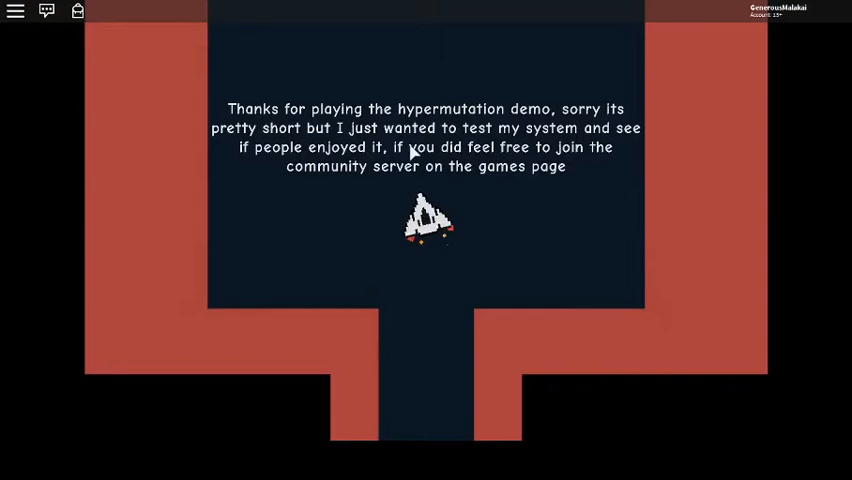 GenerousMalakai
Account: 13+
Thanks for playing the hypermutation demo, sorry its
pretty short but I just wanted to test my system and see
if people enjoyed it, if you did feel free to join the
community server on the games page